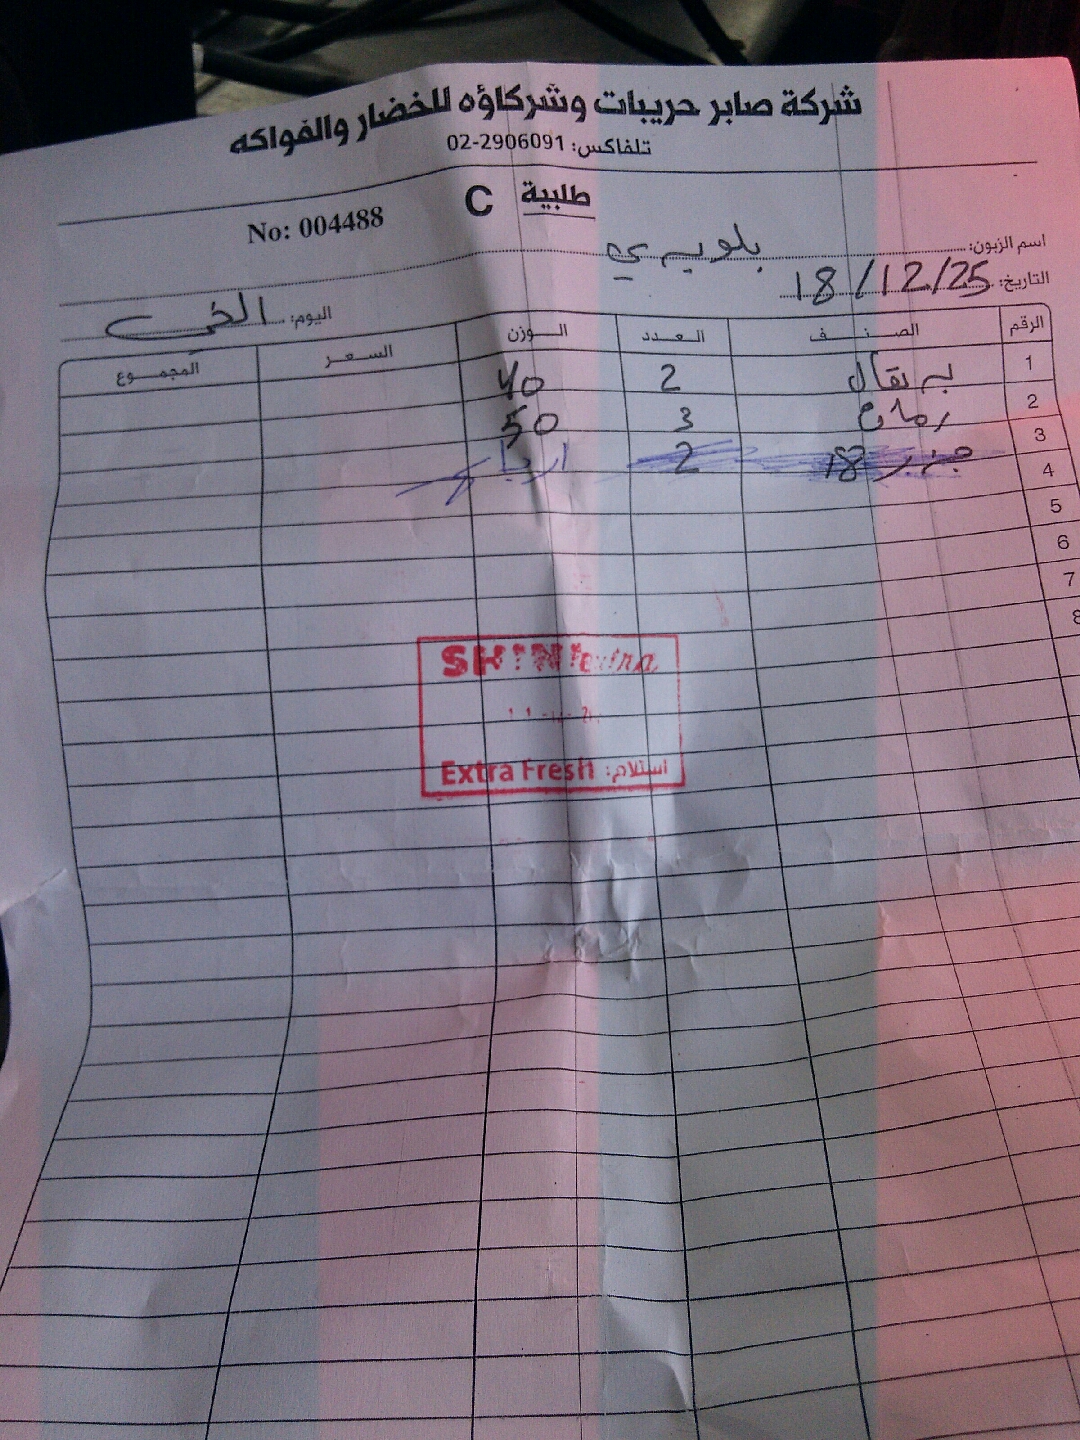 شركة صابر حريبات وشركاؤه للخضار والفواكه
تلفاكس: 02-2906091
طلبية C
No: 004488
اسم الزبون: بلوبيري
التاريخ: 18/12/25
اليوم: الخميس
الرقم الصنف العدد الوزن السعر المجموع
1 برتقال 2 40
2 رمان 3 50
3 جزر 18 2
4
5
6
7
8
SHINI extra
Extra Fresh استلام: